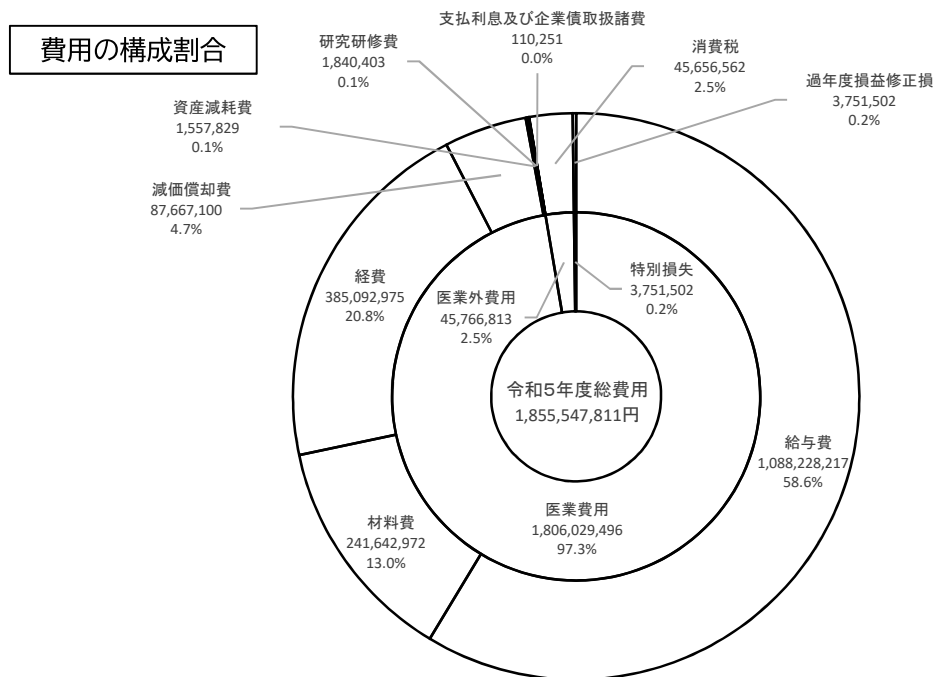 費用の構成割合
支払利息及び企業債取扱諸費
110,251
0.0%
研究研修費
1,840,403
0.1%
消費税
45,656,562
2.5%
過年度損益修正損
3,751,502
0.2%
資産減耗費
1,557,829
0.1%
減価償却費
87,667,100
4.7%
経費
385,092,975
20.8%
医業外費用
45,766,813
2.5%
特別損失
3,751,502
0.2%
令和5年度総費用
1,855,547,811円
給与費
1,088,228,217
58.6%
医業費用
1,806,029,496
97.3%
材料費
241,642,972
13.0%